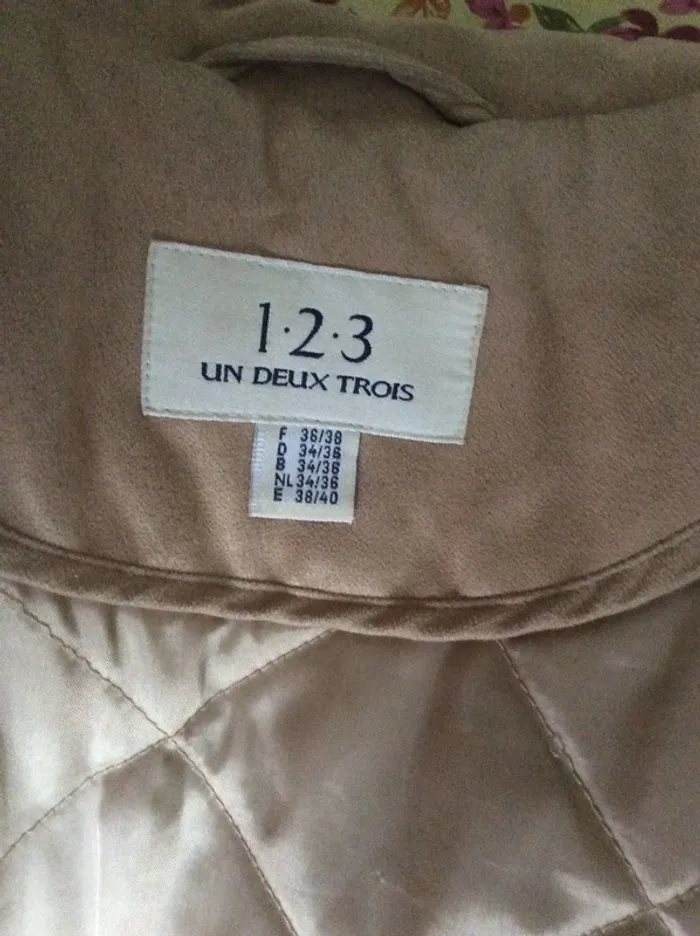 1·2·3
UN DEUX TROIS
F 36/38
D 34/36
B 34/36
NL 34/36
E 38/40